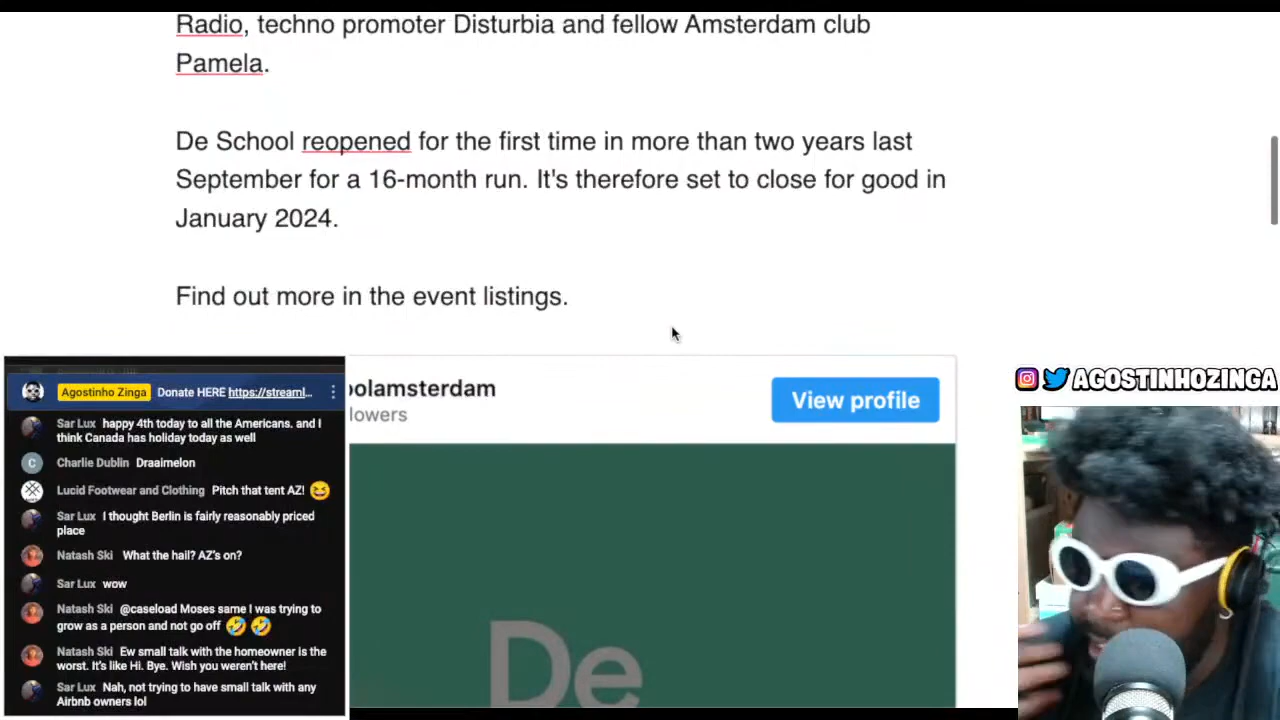 Radio, techno promoter Disturbia and fellow Amsterdam club
Pamela.
De School reopened for the first time in more than two years last
September for a 16-month run. It's therefore set to close for good in
January 2024.
Find out more in the event listings.
oolamsterdam
lowers
View profile
De
Agostinho Zinga Donate HERE https://streaml...
Sar Lux happy 4th today to all the Americans. and I
think Canada has holiday today as well
C Charlie Dublin Draaimelon
Lucid Footwear and Clothing Pitch that tent AZ! 😆
Sar Lux I thought Berlin is fairly reasonably priced
place
Natash Ski What the hail? AZ's on?
Sar Lux wow
Natash Ski @caseload Moses same I was trying to
grow as a person and not go off 🤣 🤣
Natash Ski Ew small talk with the homeowner is the
worst. It's like Hi. Bye. Wish you weren't here!
Sar Lux Nah, not trying to have small talk with any
Airbnb owners lol
AGOSTINHOZINGA